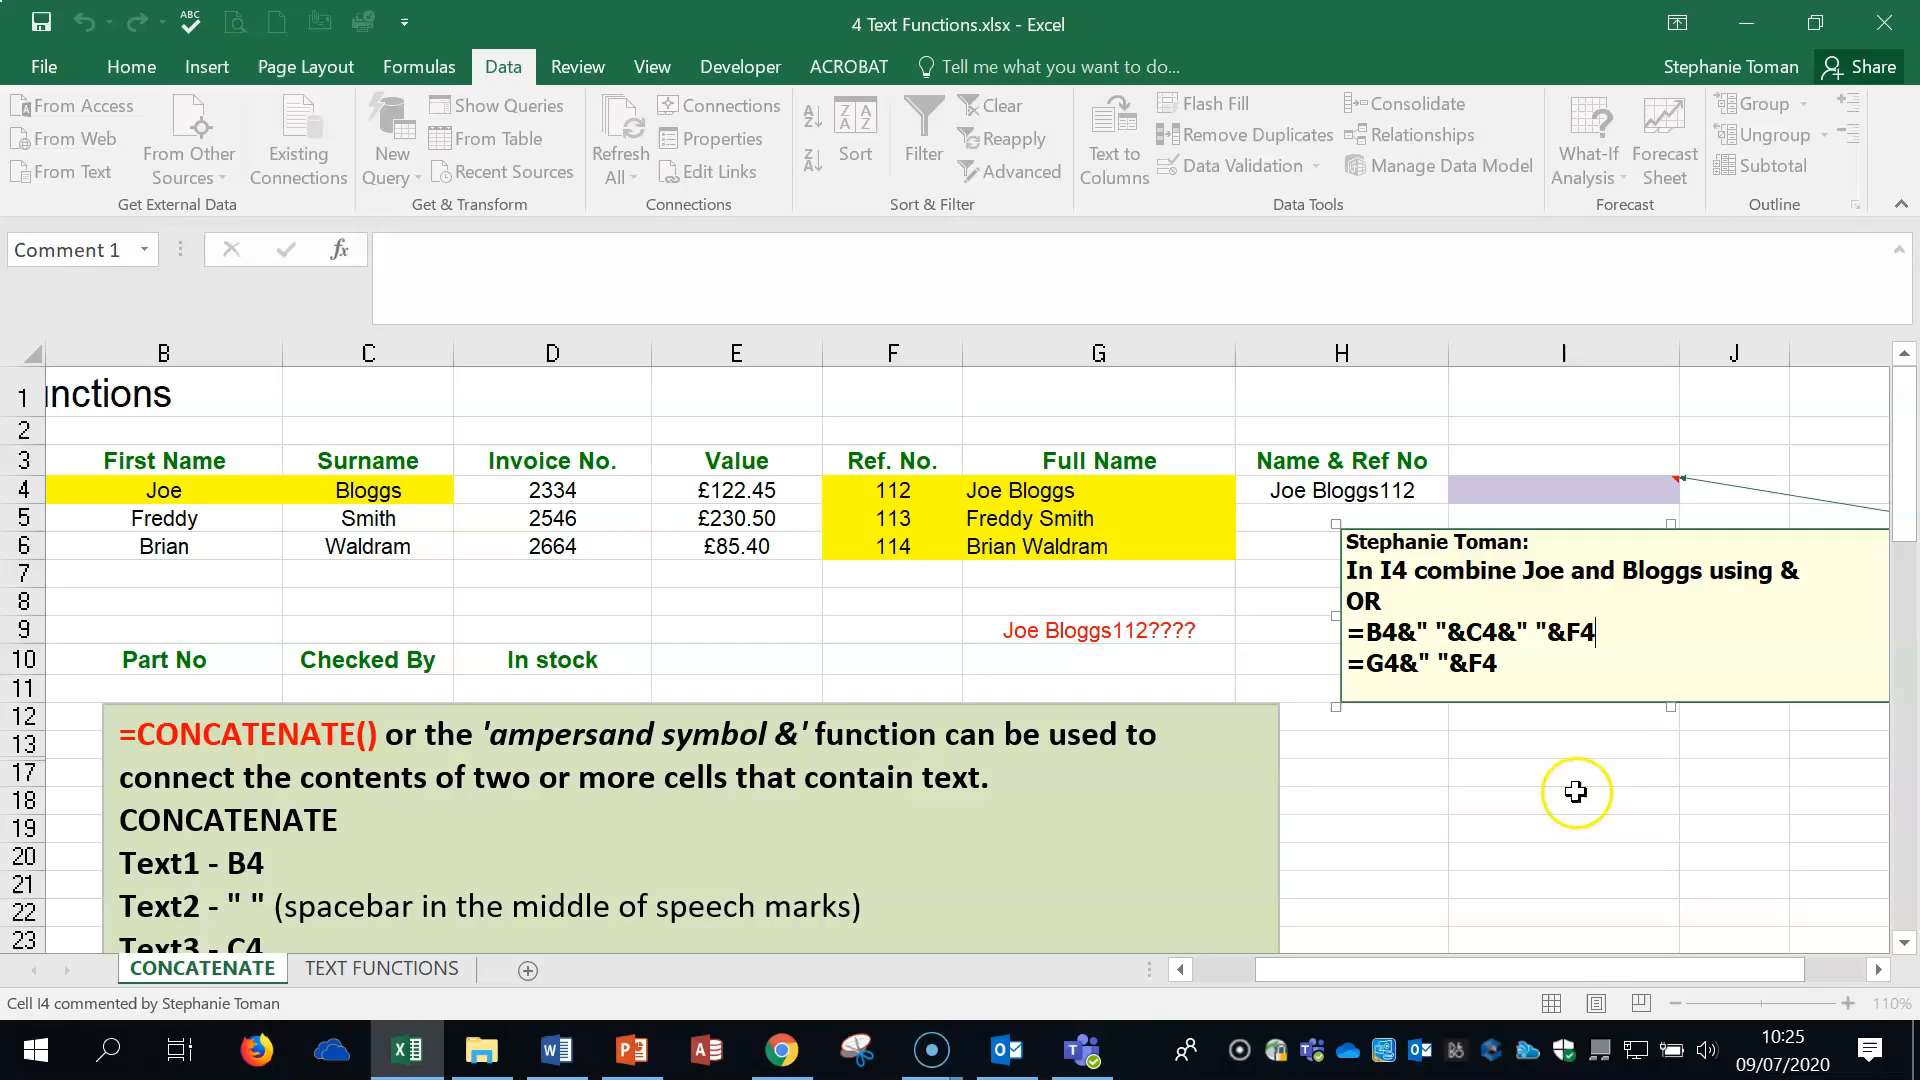 4 Text Functions.xlsx - Excel
File Home Insert Page Layout Formulas Data Review View Developer ACROBAT Tell me what you want to do... Stephanie Toman Share
From Access
From Web
From Text
From Other Sources
Existing Connections
Get External Data
New Query
Show Queries
From Table
Recent Sources
Get & Transform
Refresh All
Connections
Properties
Edit Links
Connections
Sort
Filter
Clear
Reapply
Advanced
Sort & Filter
Text to Columns
Flash Fill
Remove Duplicates
Data Validation
Consolidate
Relationships
Manage Data Model
Data Tools
What-If Analysis
Forecast Sheet
Forecast
Group
Ungroup
Subtotal
Outline
Comment 1 fx
B C D E F G H I J
1 unctions
2
3 First Name Surname Invoice No. Value Ref. No. Full Name Name & Ref No
4 Joe Bloggs 2334 £122.45 112 Joe Bloggs Joe Bloggs112
5 Freddy Smith 2546 £230.50 113 Freddy Smith
6 Brian Waldram 2664 £85.40 114 Brian Waldram
7
8
9 Joe Bloggs112????
10 Part No Checked By In stock
11
12
13
17
18
19
20
21
22
23
Stephanie Toman:
In I4 combine Joe and Bloggs using &
OR
=B4&" "&C4&" "&F4
=G4&" "&F4
=CONCATENATE() or the 'ampersand symbol &' function can be used to
connect the contents of two or more cells that contain text.
CONCATENATE
Text1 - B4
Text2 - " " (spacebar in the middle of speech marks)
Text3 - C4
CONCATENATE TEXT FUNCTIONS
Cell I4 commented by Stephanie Toman 110%
10:25
09/07/2020